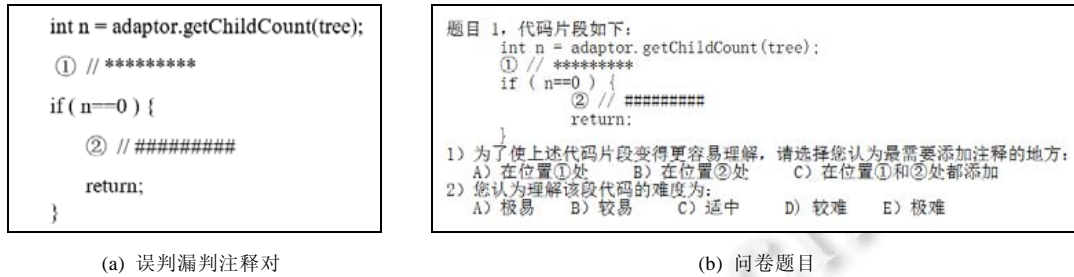 int n = adaptor.getChildCount(tree);
① // *********
if ( n==0 ) {
② // #########
return;
}
(a) 误判漏判注释对
题目 1, 代码片段如下:
int n = adaptor.getChildCount(tree);
① // *********
if ( n==0 ) {
② // #########
return;
}
1) 为了使上述代码片段变得更容易理解, 请选择您认为最需要添加注释的地方:
A) 在位置①处 B) 在位置②处 C) 在位置①和②处都添加
2) 您认为理解该段代码的难度为:
A) 极易 B) 较易 C) 适中 D) 较难 E) 极难
(b) 问卷题目